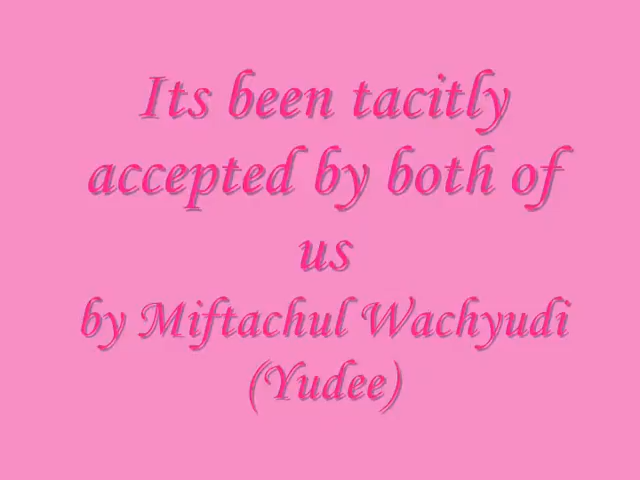 Its been tacitly
accepted by both of
us
by Miftachul Wachyudi
(Yudee)